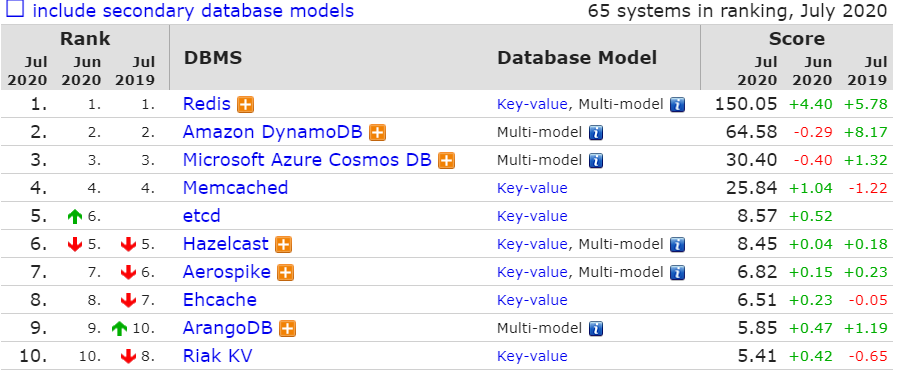 include secondary database models 65 systems in ranking, July 2020
Rank DBMS Database Model Score
Jul 2020 Jun 2020 Jul 2019 Jul 2020 Jun 2020 Jul 2019
1. 1. 1. Redis Key-value, Multi-model 150.05 +4.40 +5.78
2. 2. 2. Amazon DynamoDB Multi-model 64.58 -0.29 +8.17
3. 3. 3. Microsoft Azure Cosmos DB Multi-model 30.40 -0.40 +1.32
4. 4. 4. Memcached Key-value 25.84 +1.04 -1.22
5. 6. etcd Key-value 8.57 +0.52
6. 5. 5. Hazelcast Key-value, Multi-model 8.45 +0.04 +0.18
7. 7. 6. Aerospike Key-value, Multi-model 6.82 +0.15 +0.23
8. 8. 7. Ehcache Key-value 6.51 +0.23 -0.05
9. 9. 10. ArangoDB Multi-model 5.85 +0.47 +1.19
10. 10. 8. Riak KV Key-value 5.41 +0.42 -0.65